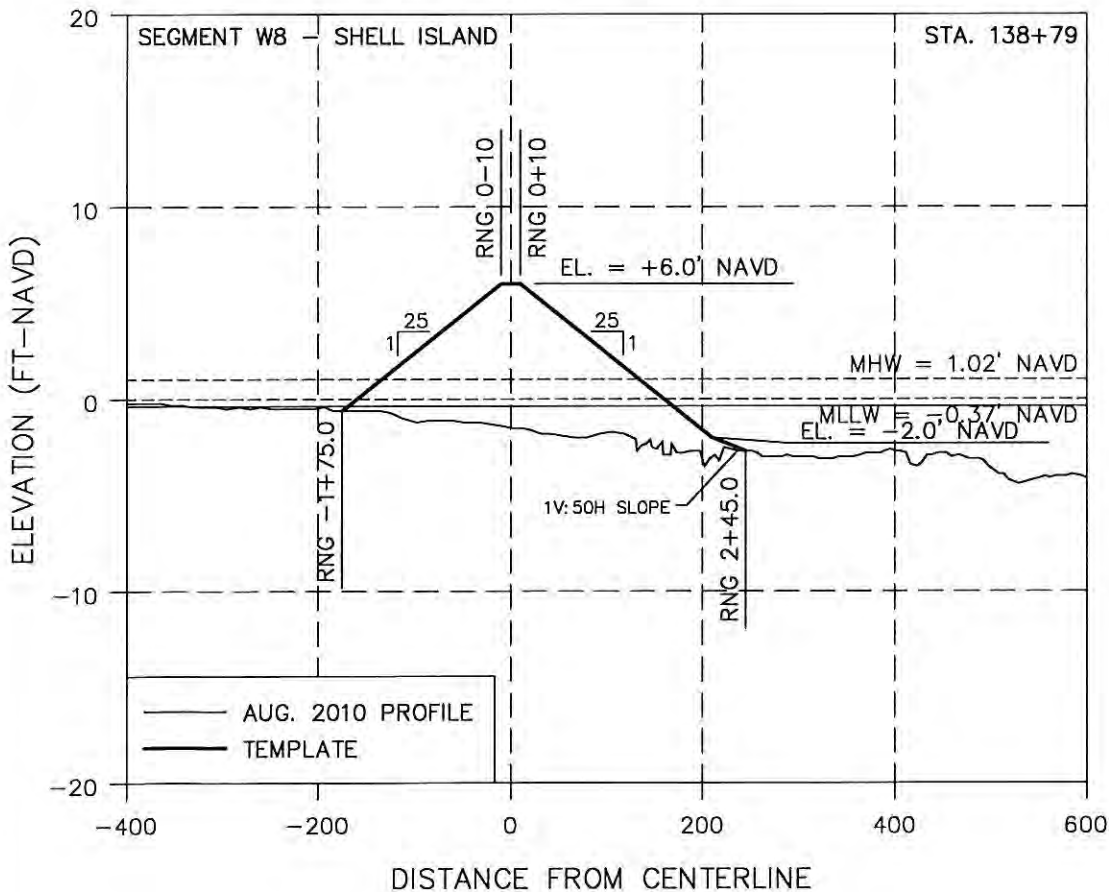 SEGMENT W8 – SHELL ISLAND
STA. 138+79
20
10
0
−10
−20
ELEVATION (FT–NAVD)
RNG 0−10
RNG 0+10
EL. = +6.0' NAVD
25
1
25
1
MHW = 1.02' NAVD
MLLW = −0.37' NAVD
EL. = −2.0' NAVD
1V:50H SLOPE
RNG −1+75.0
RNG 2+45.0
AUG. 2010 PROFILE
TEMPLATE
−400
−200
0
200
400
600
DISTANCE FROM CENTERLINE